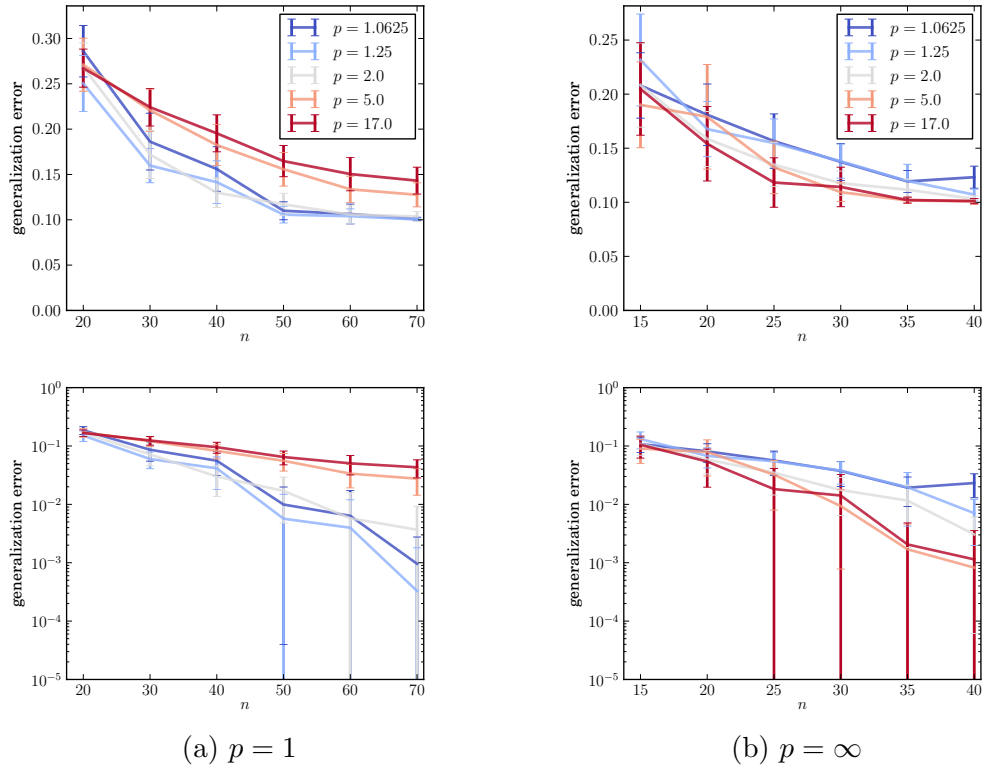 generalization error
0.30
0.25
0.20
0.15
0.10
0.05
0.00
20 30 40 50 60 70
n
p = 1.0625
p = 1.25
p = 2.0
p = 5.0
p = 17.0
generalization error
0.25
0.20
0.15
0.10
0.05
0.00
15 20 25 30 35 40
n
p = 1.0625
p = 1.25
p = 2.0
p = 5.0
p = 17.0
generalization error
10⁰
10⁻¹
10⁻²
10⁻³
10⁻⁴
10⁻⁵
20 30 40 50 60 70
n
generalization error
10⁰
10⁻¹
10⁻²
10⁻³
10⁻⁴
10⁻⁵
15 20 25 30 35 40
n
(a) p = 1
(b) p = ∞